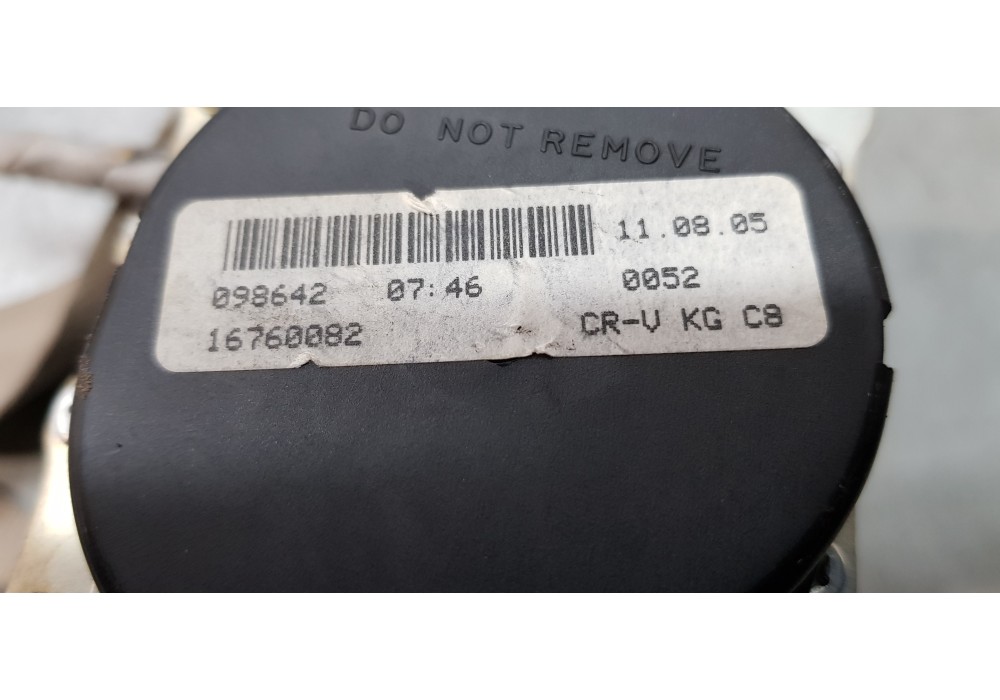 DO NOT REMOVE
11.08.05
098642 07:46 0052
16760082 CR-V KG C8